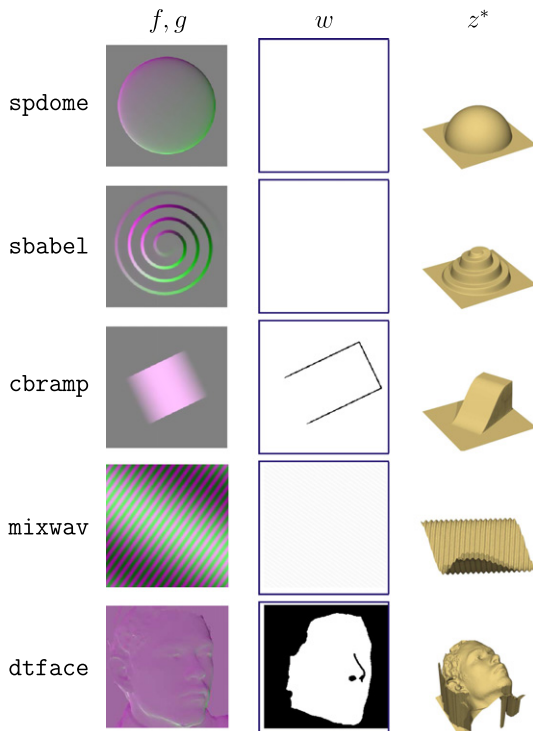 f, g w z*
spdome
sbabel
cbramp
mixwav
dtface